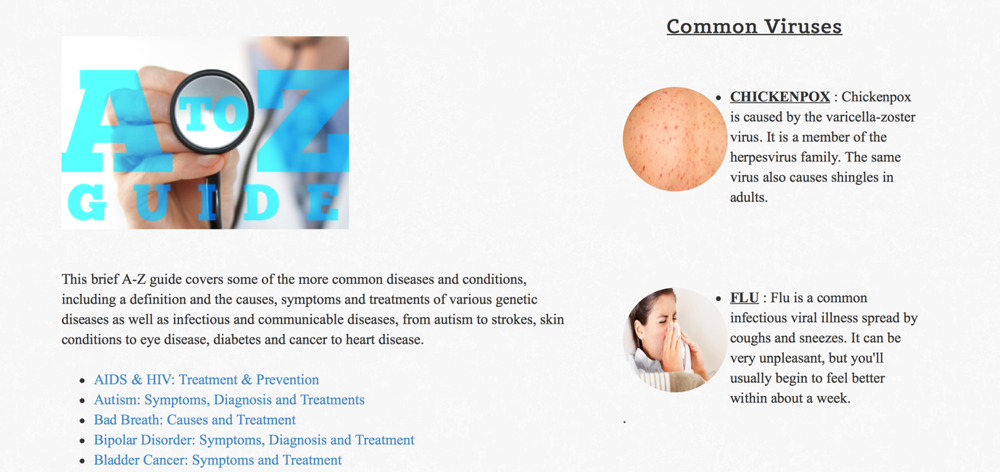 A TO Z
GUIDE
This brief A-Z guide covers some of the more common diseases and conditions,
including a definition and the causes, symptoms and treatments of various genetic
diseases as well as infectious and communicable diseases, from autism to strokes, skin
conditions to eye disease, diabetes and cancer to heart disease.
• AIDS & HIV: Treatment & Prevention
• Autism: Symptoms, Diagnosis and Treatments
• Bad Breath: Causes and Treatment
• Bipolar Disorder: Symptoms, Diagnosis and Treatment
• Bladder Cancer: Symptoms and Treatment
Common Viruses
• CHICKENPOX : Chickenpox
is caused by the varicella-zoster
virus. It is a member of the
herpesvirus family. The same
virus also causes shingles in
adults.
• FLU : Flu is a common
infectious viral illness spread by
coughs and sneezes. It can be
very unpleasant, but you'll
usually begin to feel better
within about a week.
.